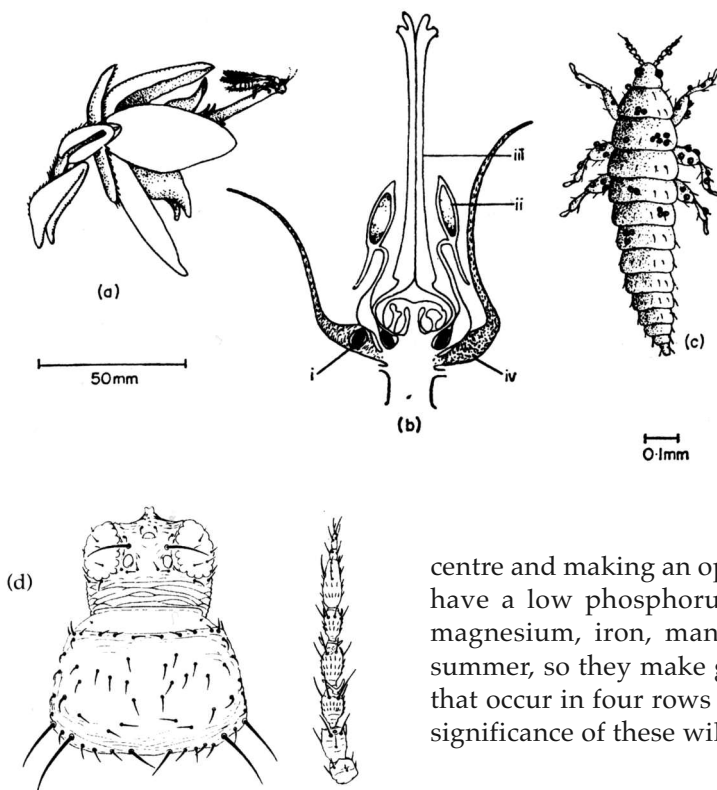 (a)
50mm
iii
ii
i
iv
(b)
(c)
0·1mm
(d)
centre and making an op
have a low phosphoru
magnesium, iron, man
summer, so they make g
that occur in four rows
significance of these wil